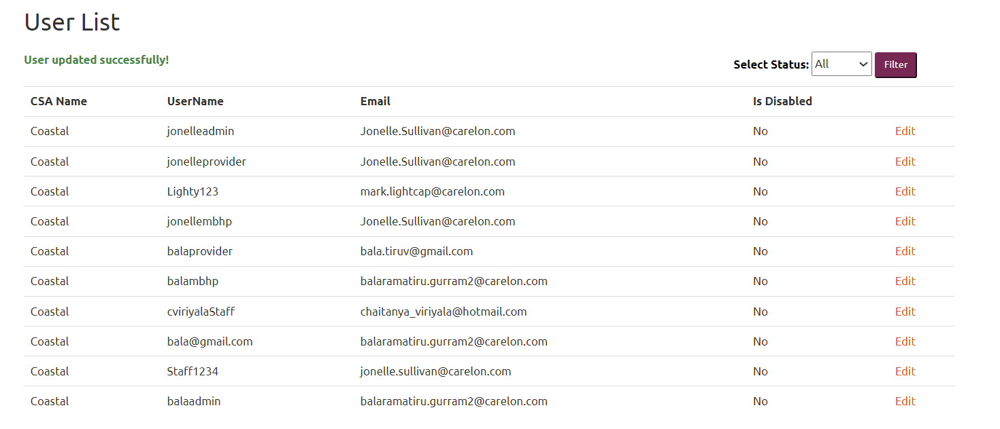 User List
User updated successfully!
Select Status: All Filter
CSA Name UserName Email Is Disabled
Coastal jonelleadmin Jonelle.Sullivan@carelon.com No Edit
Coastal jonelleprovider Jonelle.Sullivan@carelon.com No Edit
Coastal Lighty123 mark.lightcap@carelon.com No Edit
Coastal jonellembhp Jonelle.Sullivan@carelon.com No Edit
Coastal balaprovider bala.tiruv@gmail.com No Edit
Coastal balambhp balaramatiru.gurram2@carelon.com No Edit
Coastal cviriyalaStaff chaitanya_viriyala@hotmail.com No Edit
Coastal bala@gmail.com balaramatiru.gurram2@carelon.com No Edit
Coastal Staff1234 jonelle.sullivan@carelon.com No Edit
Coastal balaadmin balaramatiru.gurram2@carelon.com No Edit